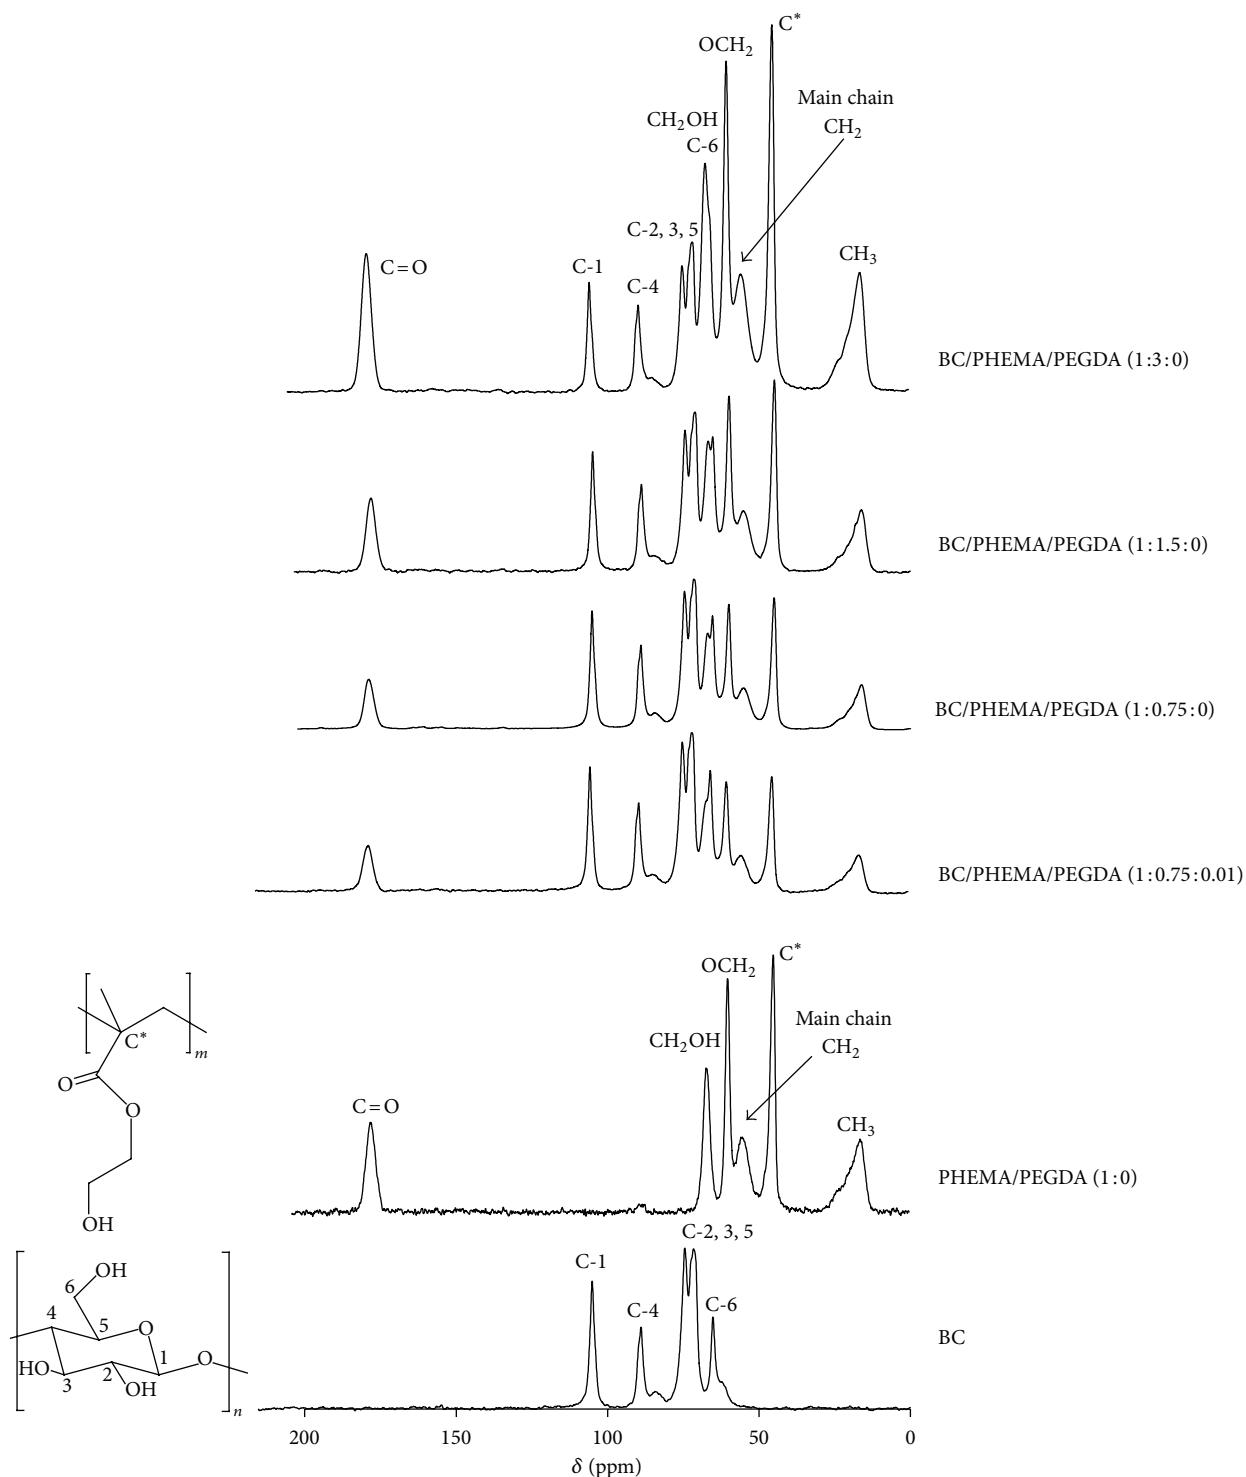 C*
OCH₂
Main chain
CH₂
CH₂OH
C-6
C-2, 3, 5
C=O
C-1
C-4
CH₃
BC/PHEMA/PEGDA (1:3:0)
BC/PHEMA/PEGDA (1:1.5:0)
BC/PHEMA/PEGDA (1:0.75:0)
BC/PHEMA/PEGDA (1:0.75:0.01)
C*
OCH₂
Main chain
CH₂
CH₂OH
C=O
CH₃
PHEMA/PEGDA (1:0)
C*
m
O
O
OH
C-2, 3, 5
C-1
C-4
C-6
BC
OH
6
4
5
O
1
O
HO
3
2
OH
n
200 150 100 50 0
δ (ppm)